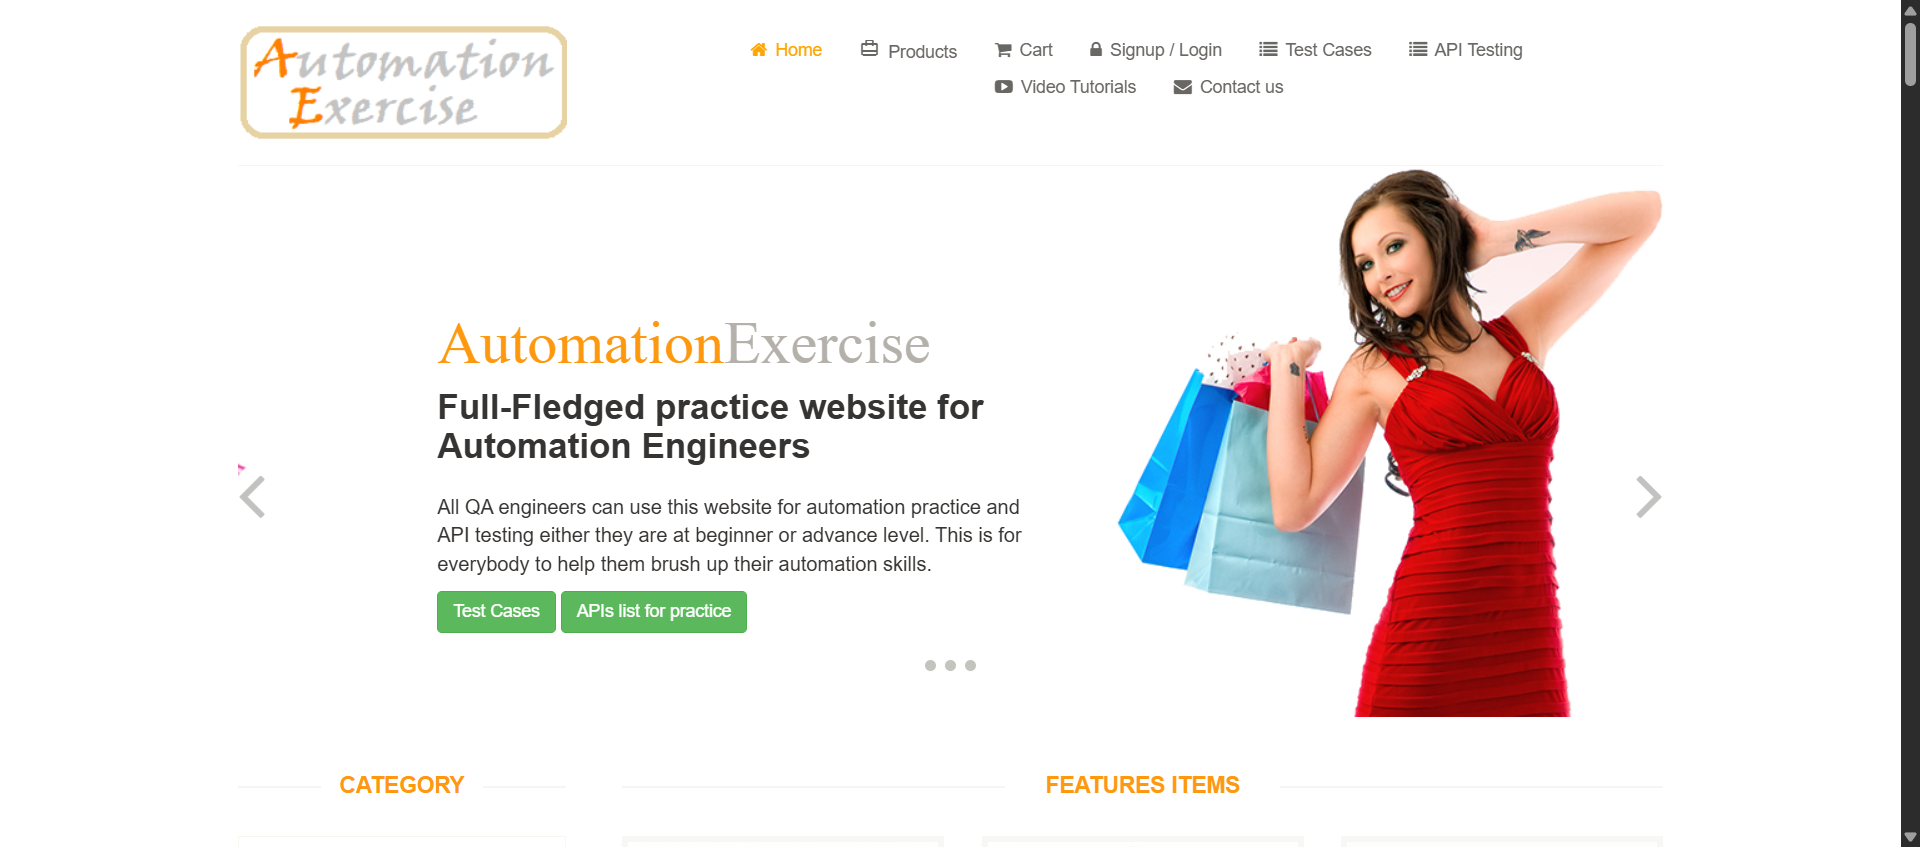 Automation
Exercise
Home Products Cart Signup / Login Test Cases API Testing
Video Tutorials Contact us
AutomationExercise
Full-Fledged practice website for
Automation Engineers
All QA engineers can use this website for automation practice and
API testing either they are at beginner or advance level. This is for
everybody to help them brush up their automation skills.
Test Cases APIs list for practice
CATEGORY
FEATURES ITEMS